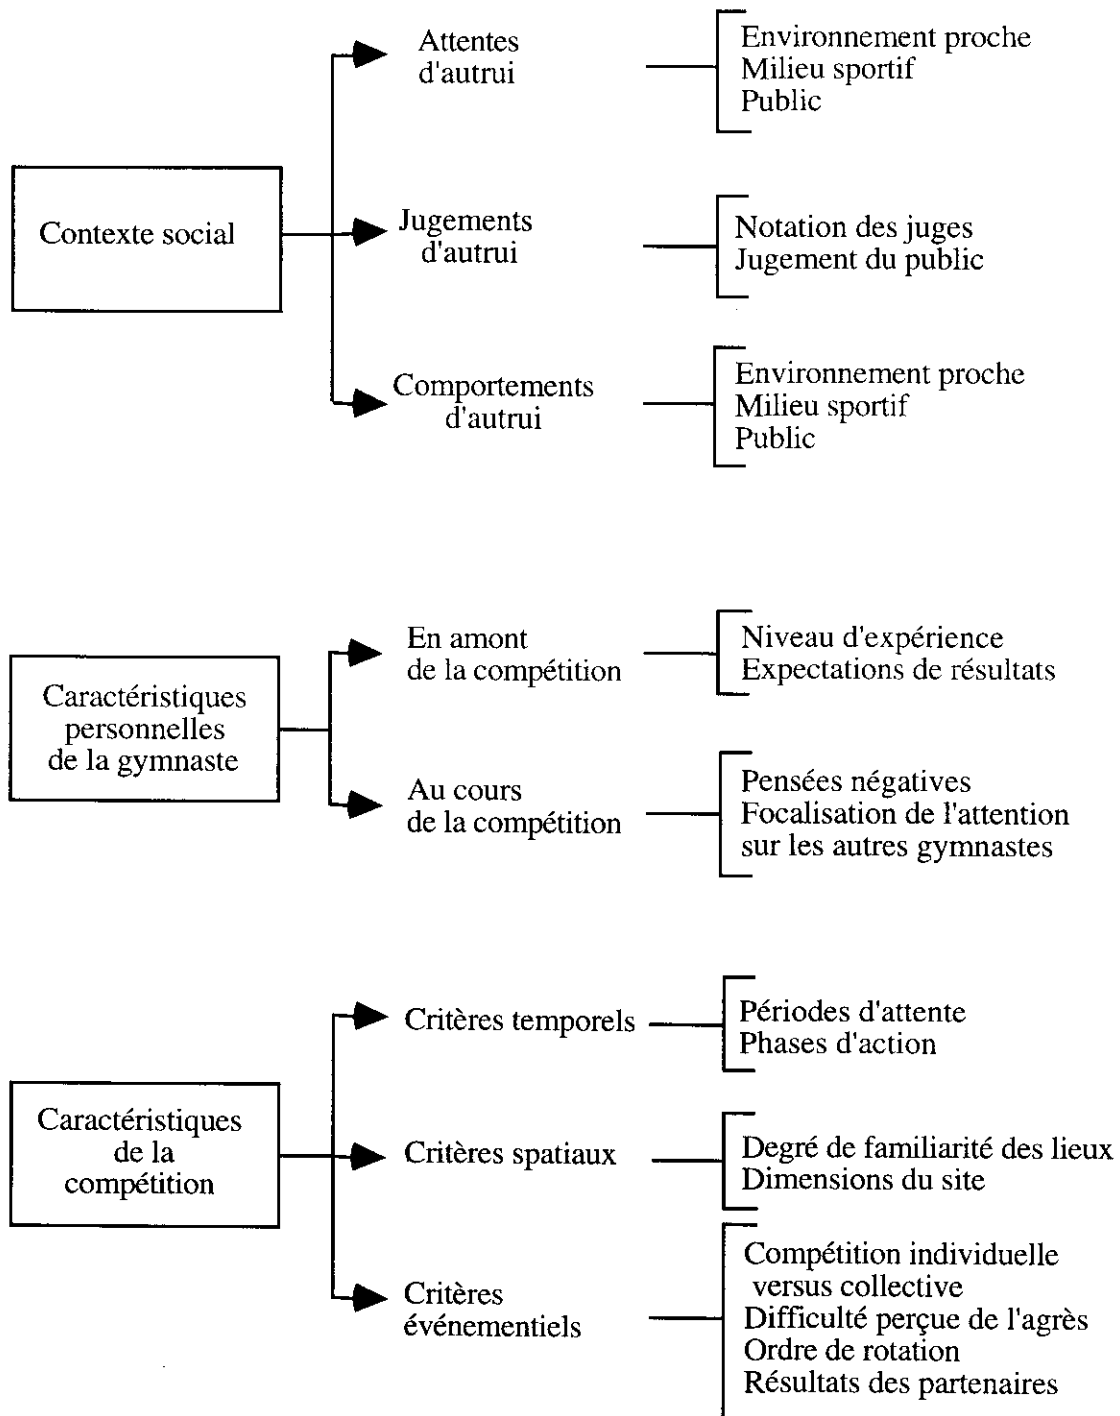 Attentes
d'autrui
Environnement proche
Milieu sportif
Public
Contexte social
Jugements
d'autrui
Notation des juges
Jugement du public
Comportements
d'autrui
Environnement proche
Milieu sportif
Public
Caractéristiques
personnelles
de la gymnaste
En amont
de la compétition
Niveau d'expérience
Expectations de résultats
Au cours
de la compétition
Pensées négatives
Focalisation de l'attention
sur les autres gymnastes
Caractéristiques
de la
compétition
Critères temporels
Périodes d'attente
Phases d'action
Critères spatiaux
Degré de familiarité des lieux
Dimensions du site
Critères
événementiels
Compétition individuelle
versus collective
Difficulté perçue de l'agrès
Ordre de rotation
Résultats des partenaires